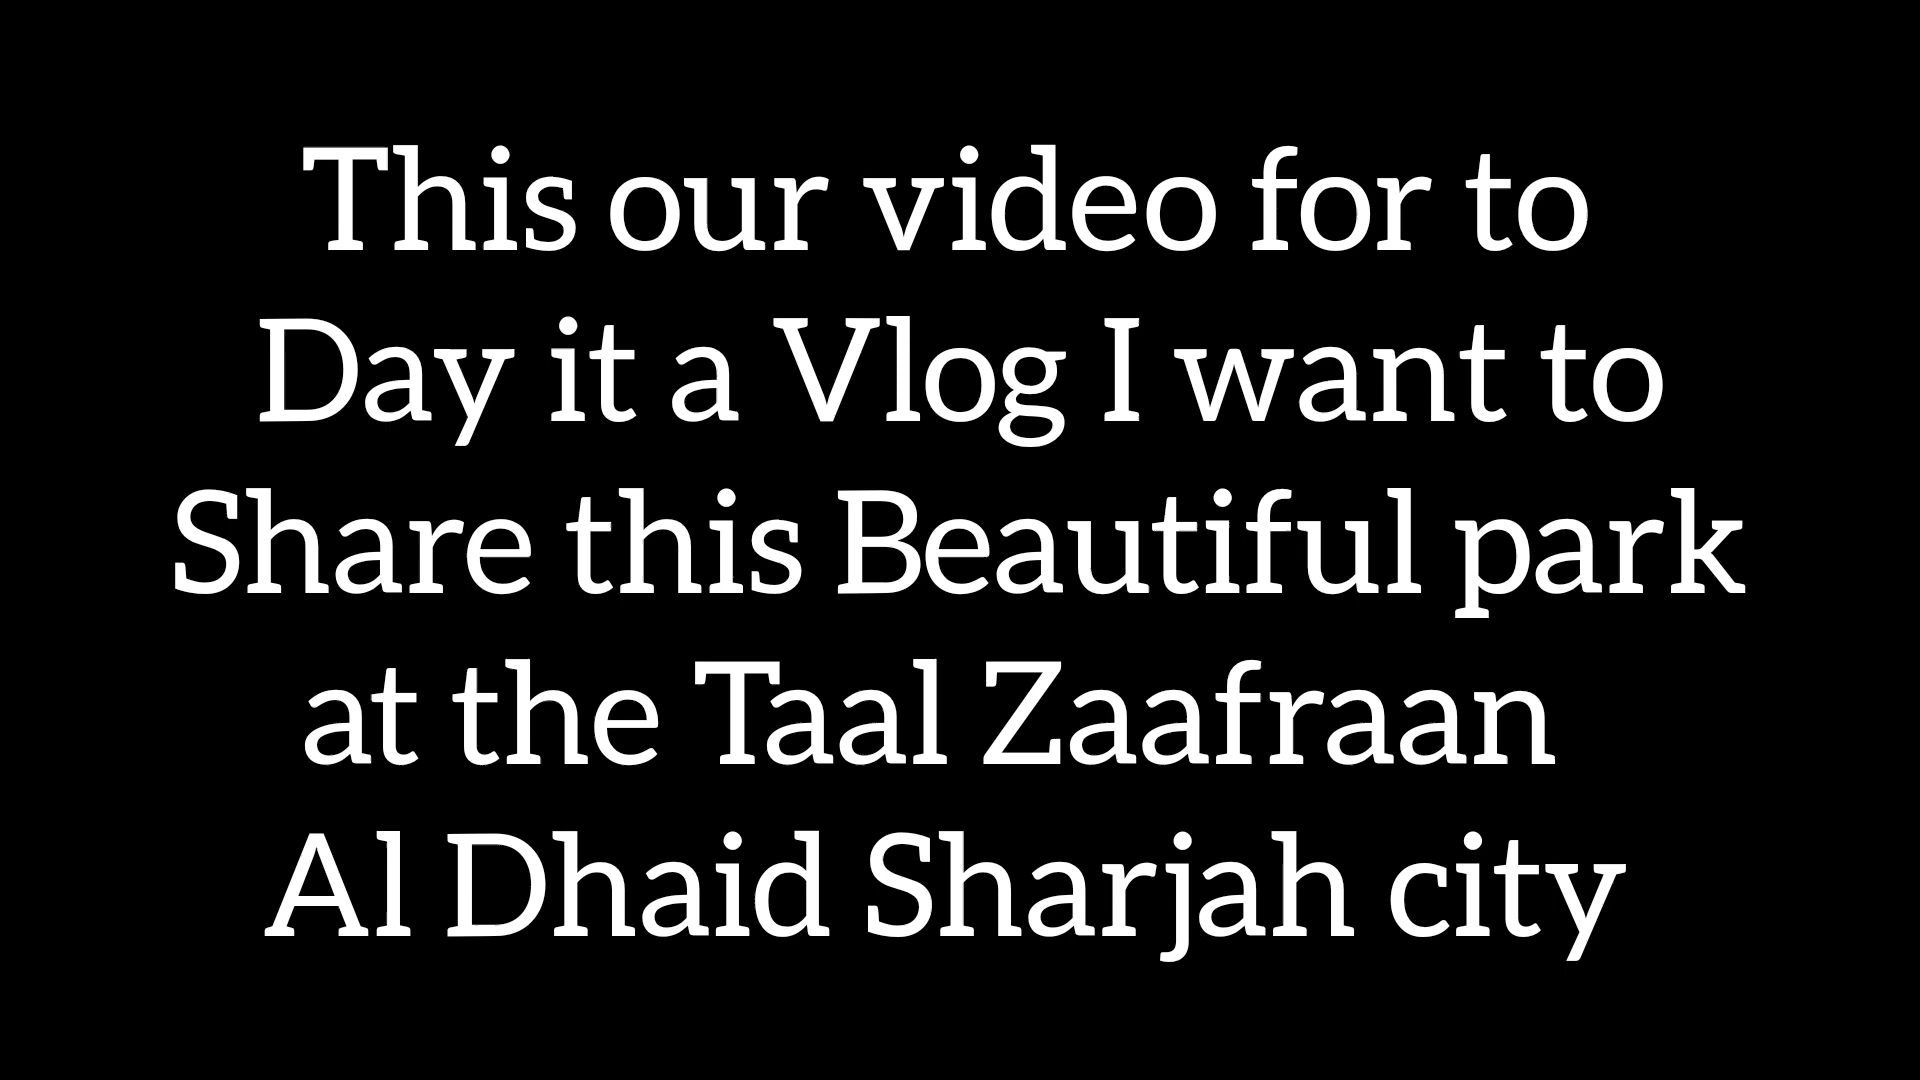 This our video for to
Day it a Vlog I want to
Share this Beautiful park
at the Taal Zaafraan
Al Dhaid Sharjah city